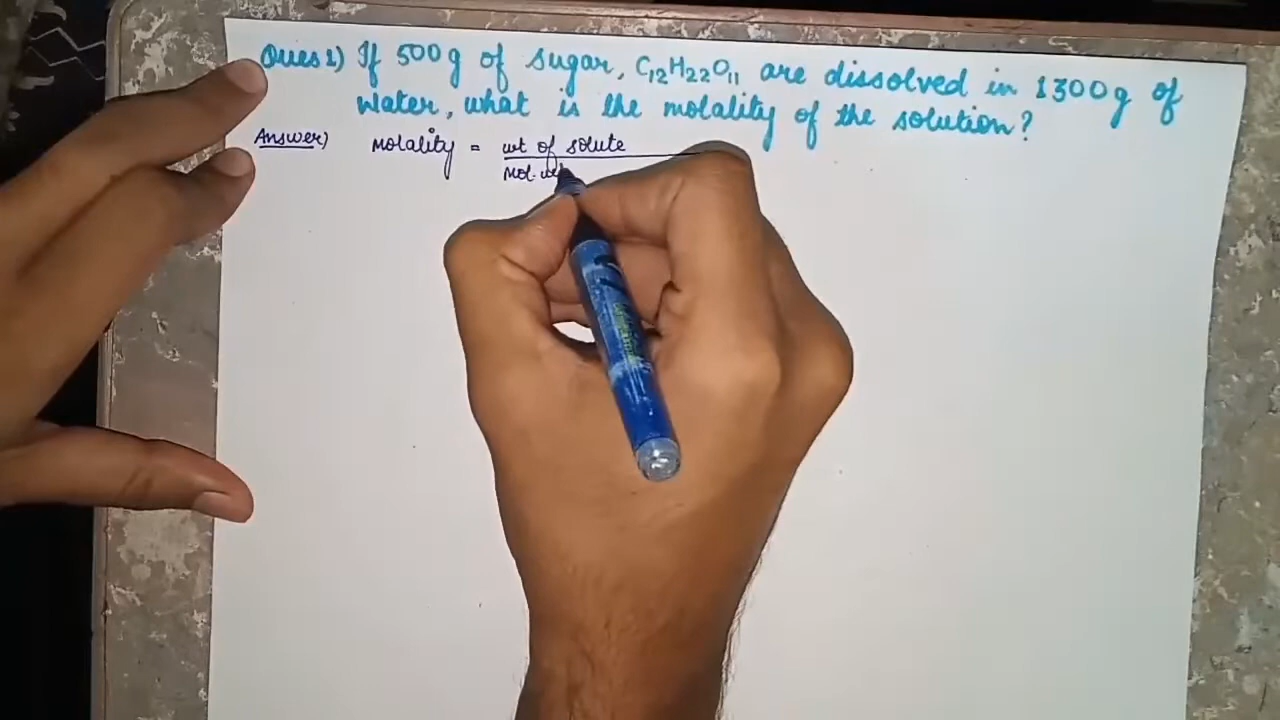 Ques 1) If 500g of sugar, C₁₂H₂₂O₁₁ are dissolved in 1300g of
water, what is the molality of the solution?
Answer) molality = wt of solute
Mol. w